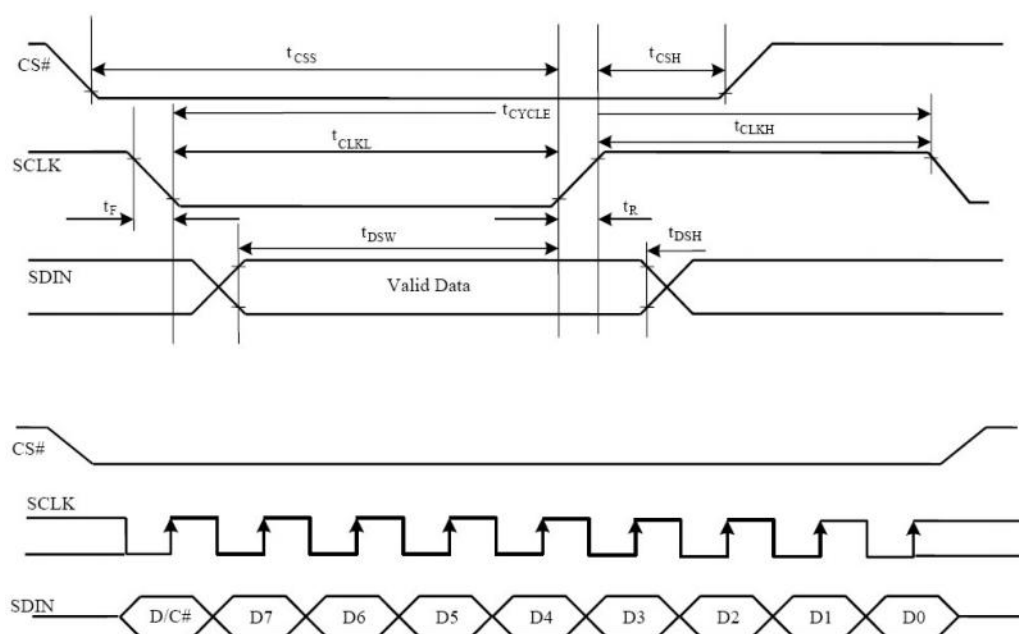 t_CSS t_CSH
CS#
t_CYCLE
t_CLKL t_CLKH
SCLK
t_F t_R
t_DSW t_DSH
SDIN Valid Data
CS#
SCLK
SDIN D/C# D7 D6 D5 D4 D3 D2 D1 D0